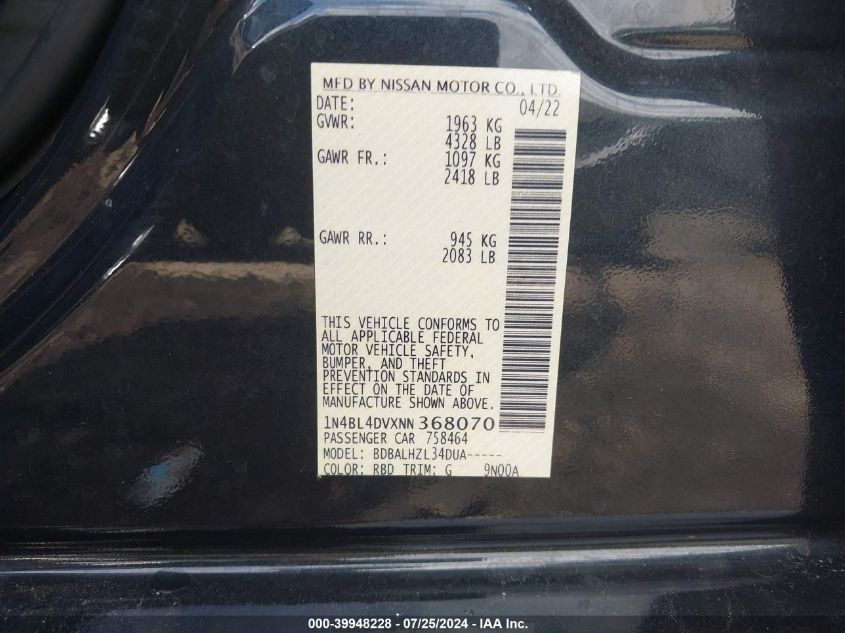 MFD BY NISSAN MOTOR CO., LTD.
DATE: 04/22
GVWR: 1963 KG
4328 LB
GAWR FR.: 1097 KG
2418 LB
GAWR RR.: 945 KG
2083 LB
THIS VEHICLE CONFORMS TO
ALL APPLICABLE FEDERAL
MOTOR VEHICLE SAFETY,
BUMPER, AND THEFT
PREVENTION STANDARDS IN
EFFECT ON THE DATE OF
MANUFACTURE SHOWN ABOVE.
1N4BL4DVXNN368070
PASSENGER CAR 758464
MODEL: BDBALHZL34DUA-----
COLOR: RBD TRIM: G 9N00A
000-39948228 - 07/25/2024 - IAA Inc.